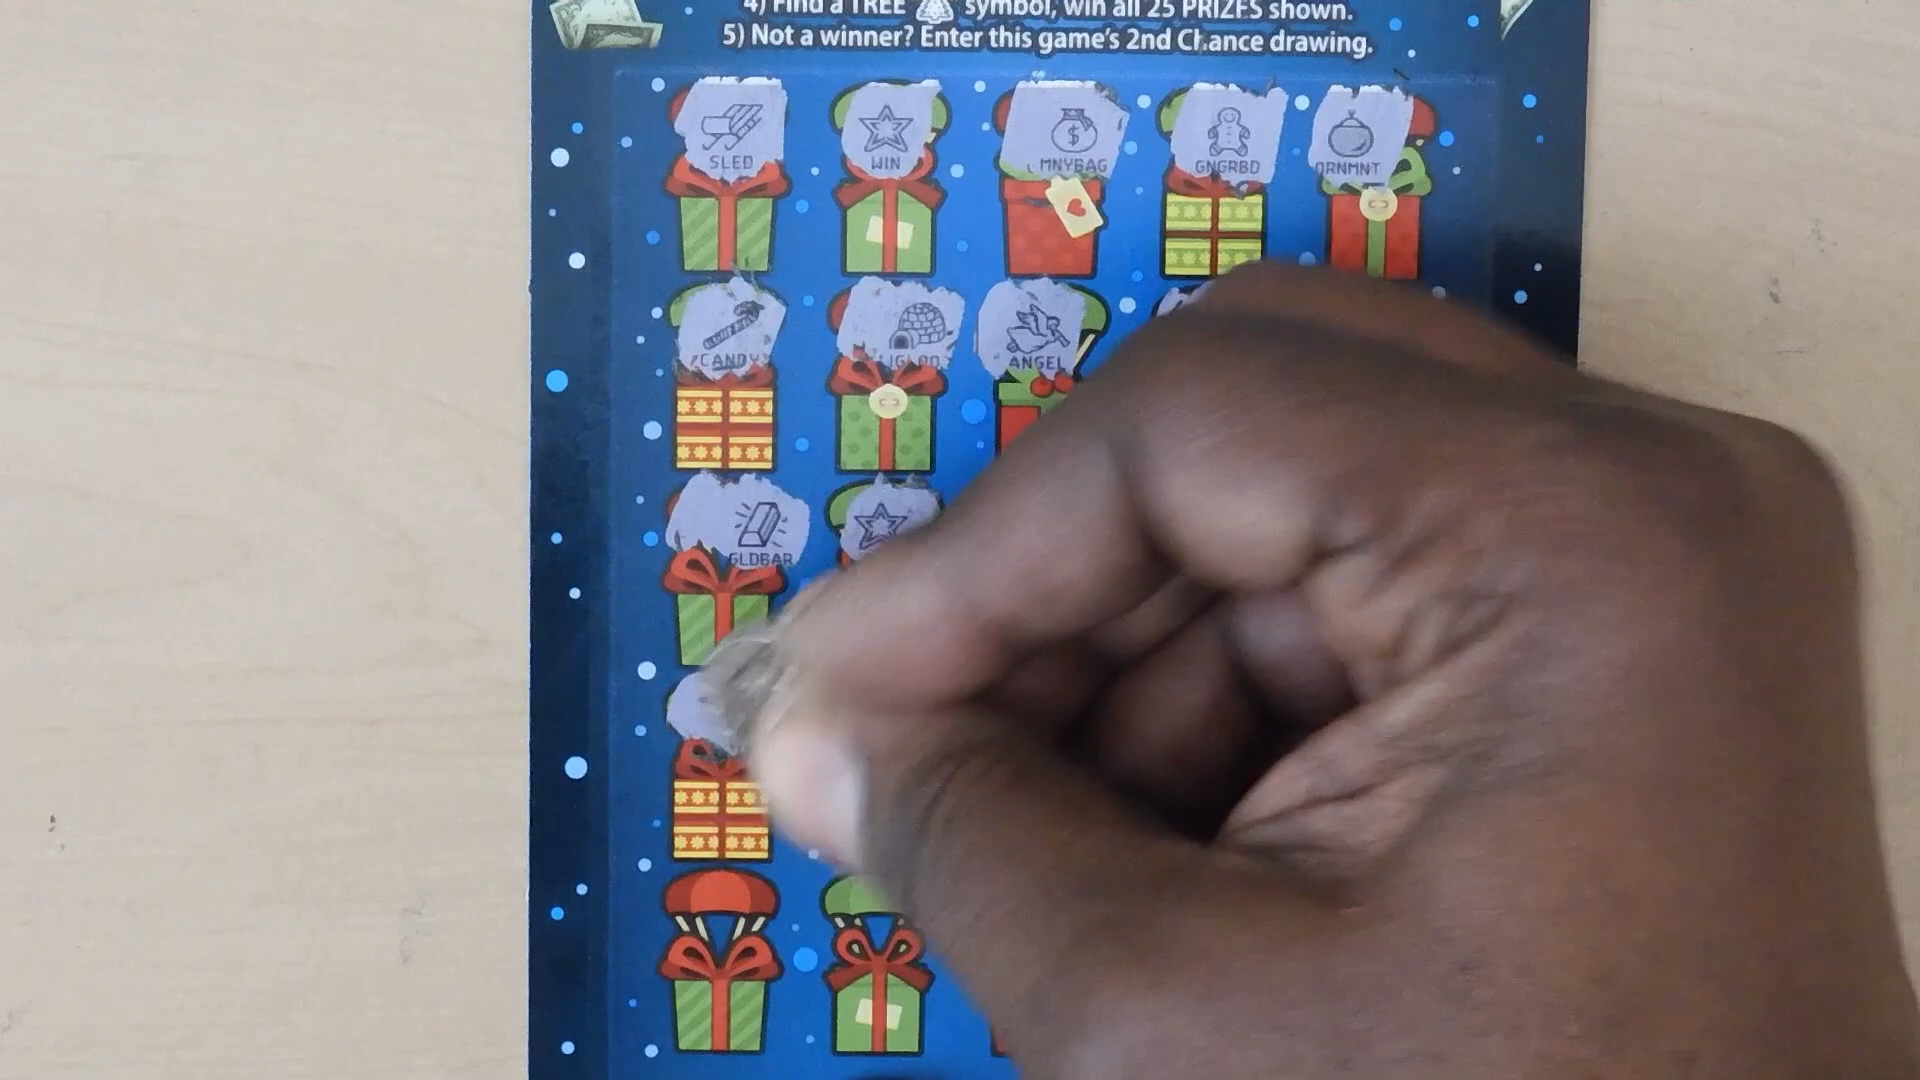 4) Find a TREE symbol, win all 25 PRIZES shown.
5) Not a winner? Enter this game's 2nd Chance drawing.
SLED WIN MNYBAG GNGRBD ORNMNT
CANDY IGLOO ANGEL
GLDBAR